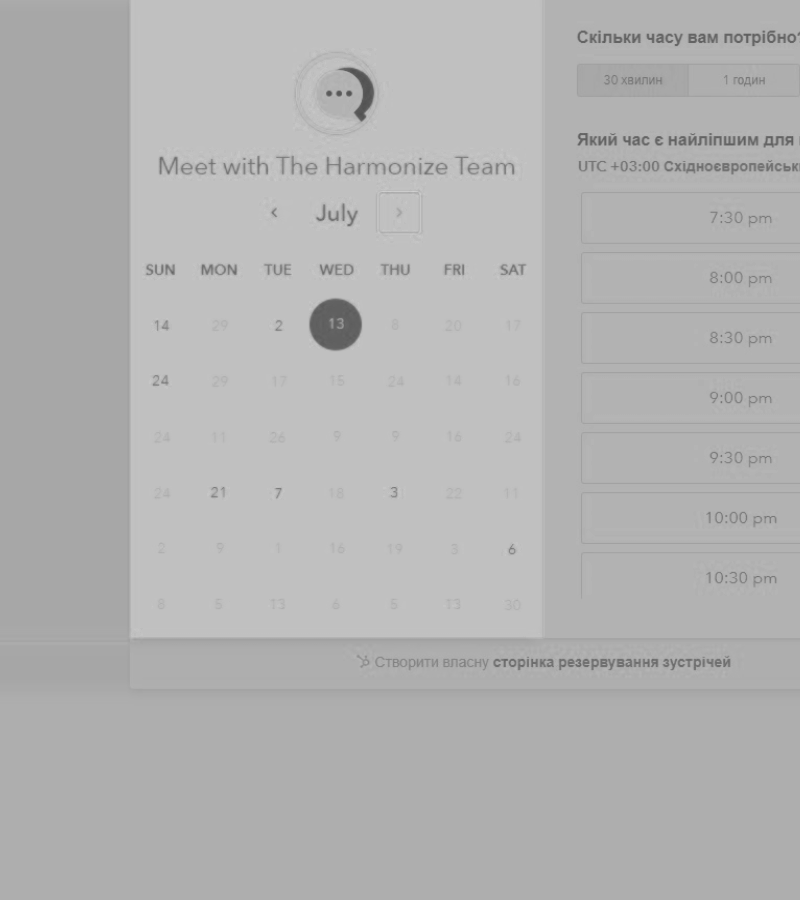 Meet with The Harmonize Team
July
SUN MON TUE WED THU FRI SAT
14 29 2 13 8 20 17
24 29 17 15 24 14 16
24 11 26 9 9 16 24
24 21 7 18 3 22 11
2 9 1 16 19 3 6
8 5 13 6 5 13 30
Скільки часу вам потрібно?
30 хвилин 1 годин
Який час є найліпшим для
UTC +03:00
7:30 pm
8:00 pm
8:30 pm
9:00 pm
9:30 pm
10:00 pm
10:30 pm
Створити власну сторінка резервування зустрічей